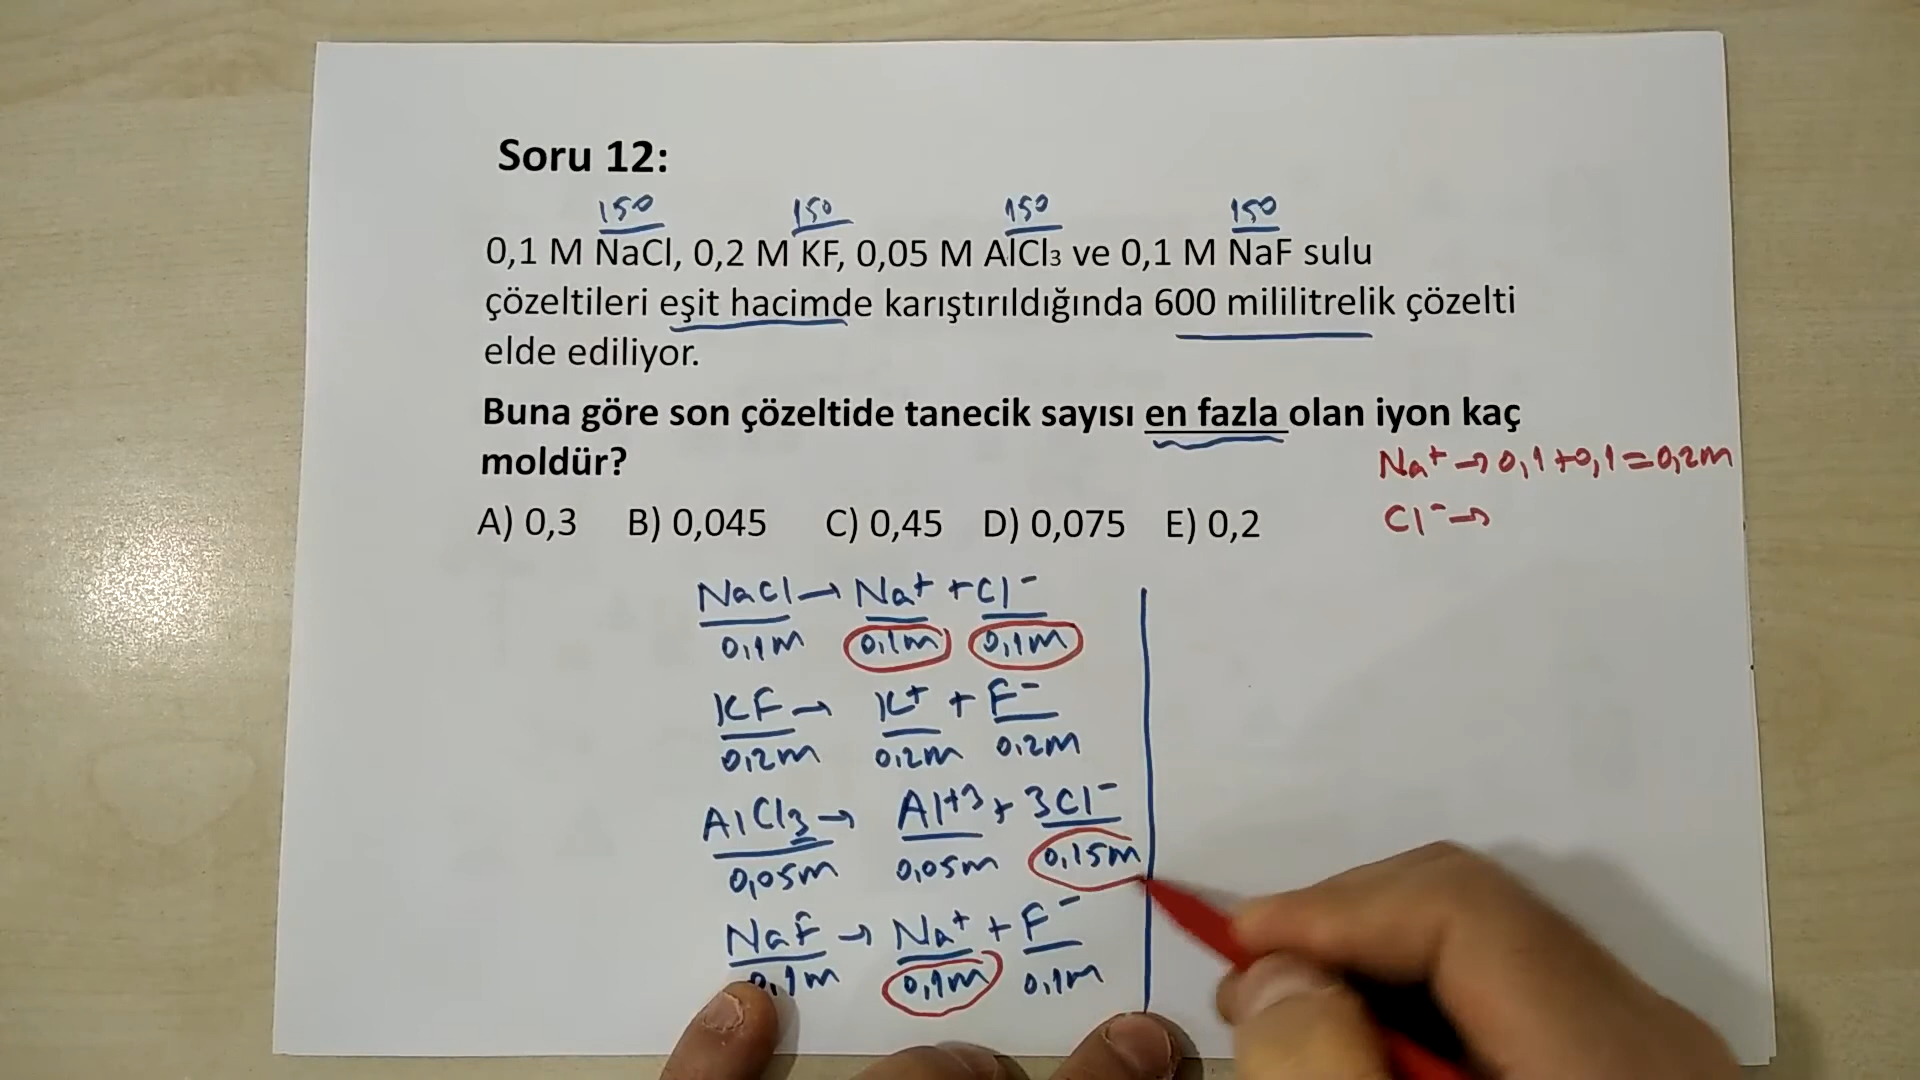 Soru 12:
150 150 150 150
0,1 M NaCl, 0,2 M KF, 0,05 M AlCl₃ ve 0,1 M NaF sulu
çözeltileri eşit hacimde karıştırıldığında 600 mililitrelik çözelti
elde ediliyor.
Buna göre son çözeltide tanecik sayısı en fazla olan iyon kaç
moldür?
Na⁺ → 0,1+0,1=0,2M
Cl⁻ →
A) 0,3 B) 0,045 C) 0,45 D) 0,075 E) 0,2
NaCl → Na⁺ + Cl⁻
0,1M 0,1M 0,1M
KF → K⁺ + F⁻
0,2M 0,2M 0,2M
AlCl₃ → Al⁺³ + 3Cl⁻
0,05M 0,05M 0,15M
NaF → Na⁺ + F⁻
0,1M 0,1M 0,1M